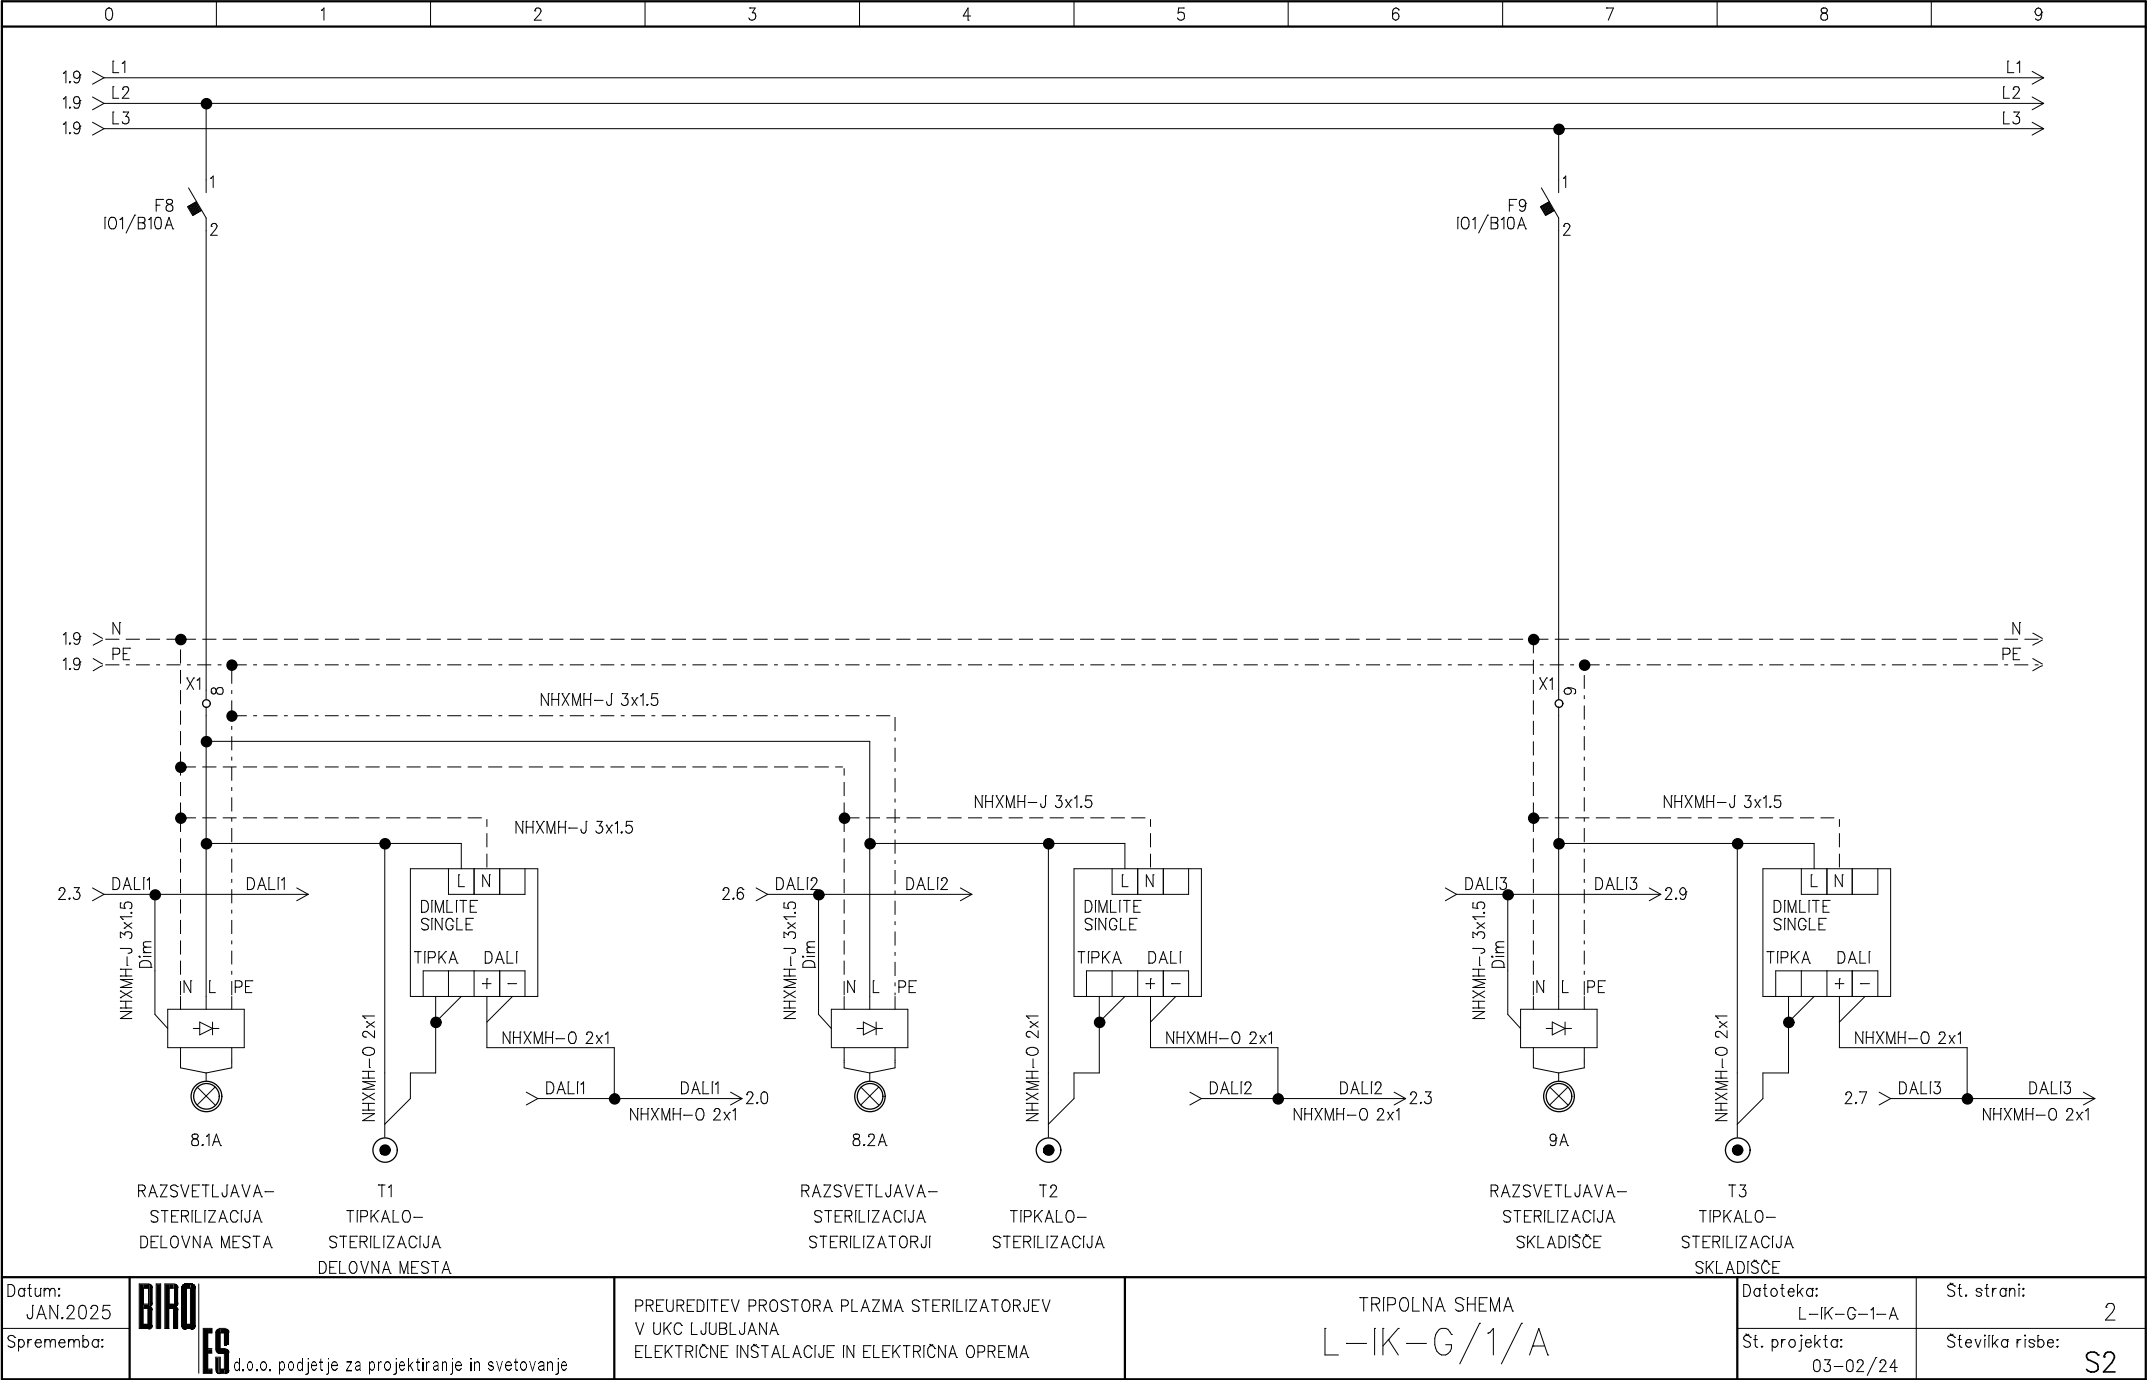 0 1 2 3 4 5 6 7 8 9
1.9 L1 L1
1.9 L2 L2
1.9 L3 L3
1 1
F8 F9
I01/B10A I01/B10A
2 2
1.9 N N
1.9 PE PE
X1 8 X1 9
NHXMH-J 3x1.5
NHXMH-J 3x1.5 NHXMH-J 3x1.5
NHXMH-J 3x1.5
L N L N L N
2.3 DALI1 DALI1 2.6 DALI2 DALI2 DALI3 DALI3 2.9
DIMLITE DIMLITE DIMLITE
SINGLE SINGLE SINGLE
NHXMH-J 3x1.5 NHXMH-J 3x1.5 NHXMH-J 3x1.5
Dim Dim Dim
TIPKA DALI TIPKA DALI TIPKA DALI
+ - + - + -
N L PE N L PE N L PE
NHXMH-O 2x1 NHXMH-O 2x1 NHXMH-O 2x1
NHXMH-O 2x1 NHXMH-O 2x1 NHXMH-O 2x1
DALI1 DALI1 2.0 DALI2 DALI2 2.3 2.7 DALI3 DALI3
NHXMH-O 2x1 NHXMH-O 2x1 NHXMH-O 2x1
8.1A 8.2A 9A
RAZSVETLJAVA-
STERILIZACIJA
DELOVNA MESTA
T1
TIPKALO-
STERILIZACIJA
DELOVNA MESTA
RAZSVETLJAVA-
STERILIZACIJA
STERILIZATORJI
T2
TIPKALO-
STERILIZACIJA
RAZSVETLJAVA-
STERILIZACIJA
SKLADIŠČE
T3
TIPKALO-
STERILIZACIJA
SKLADIŠČE
Datum:
JAN.2025
Sprememba:
BIRO
ES d.o.o. podjetje za projektiranje in svetovanje
PREUREDITEV PROSTORA PLAZMA STERILIZATORJEV
V UKC LJUBLJANA
ELEKTRIČNE INŠTALACIJE IN ELEKTRIČNA OPREMA
TRIPOLNA SHEMA
L-IK-G/1/A
Datoteka:
L-IK-G-1-A
Št. projekta:
03-02/24
Št. strani:
2
Številka risbe:
S2